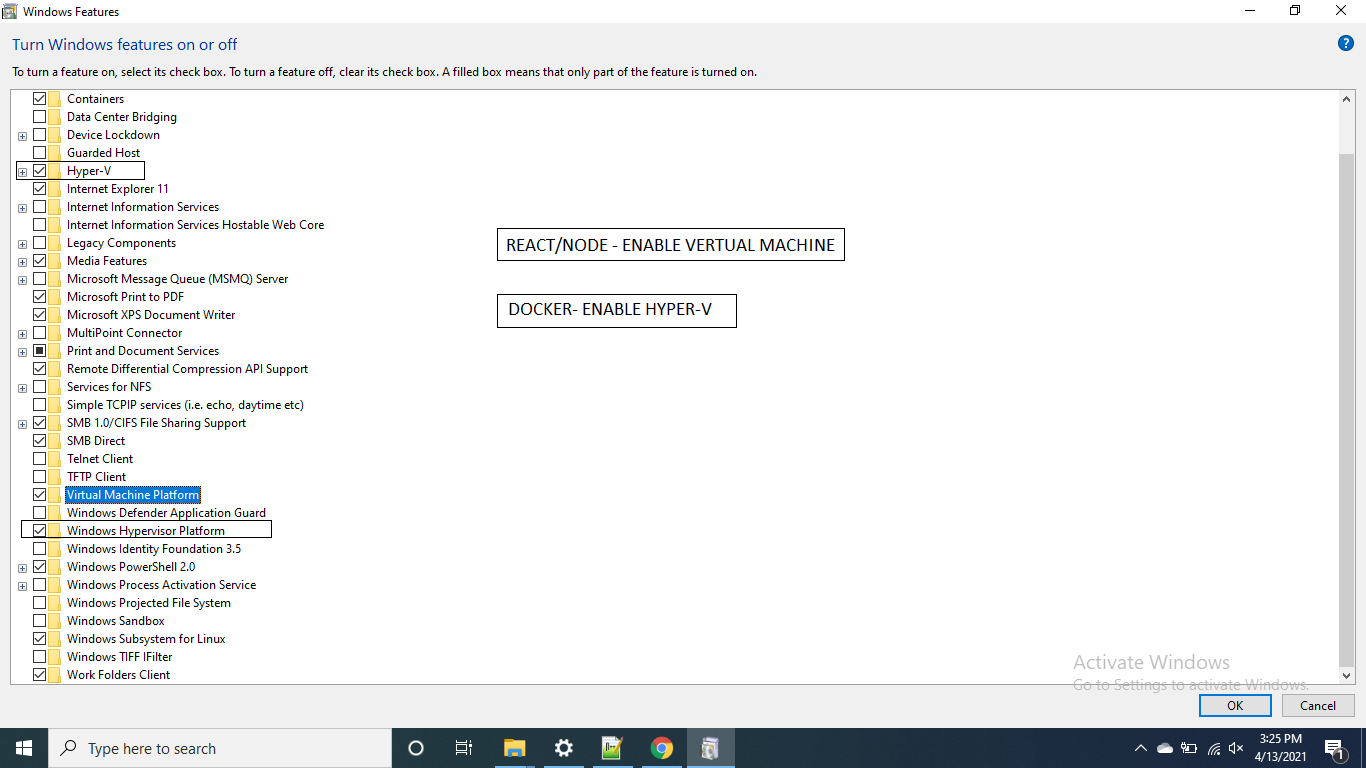 Windows Features
Turn Windows features on or off
?
To turn a feature on, select its check box. To turn a feature off, clear its check box. A filled box means that only part of the feature is turned on.
Containers
Data Center Bridging
Device Lockdown
Guarded Host
Hyper-V
Internet Explorer 11
Internet Information Services
Internet Information Services Hostable Web Core
Legacy Components
Media Features
Microsoft Message Queue (MSMQ) Server
Microsoft Print to PDF
Microsoft XPS Document Writer
MultiPoint Connector
Print and Document Services
Remote Differential Compression API Support
Services for NFS
Simple TCPIP services (i.e. echo, daytime etc)
SMB 1.0/CIFS File Sharing Support
SMB Direct
Telnet Client
TFTP Client
Virtual Machine Platform
Windows Defender Application Guard
Windows Hypervisor Platform
Windows Identity Foundation 3.5
Windows PowerShell 2.0
Windows Process Activation Service
Windows Projected File System
Windows Sandbox
Windows Subsystem for Linux
Windows TIFF IFilter
Work Folders Client
REACT/NODE - ENABLE VERTUAL MACHINE
DOCKER- ENABLE HYPER-V
Activate Windows
Go to Settings to activate Windows.
OK
Cancel
Type here to search
3:25 PM
4/13/2021
1